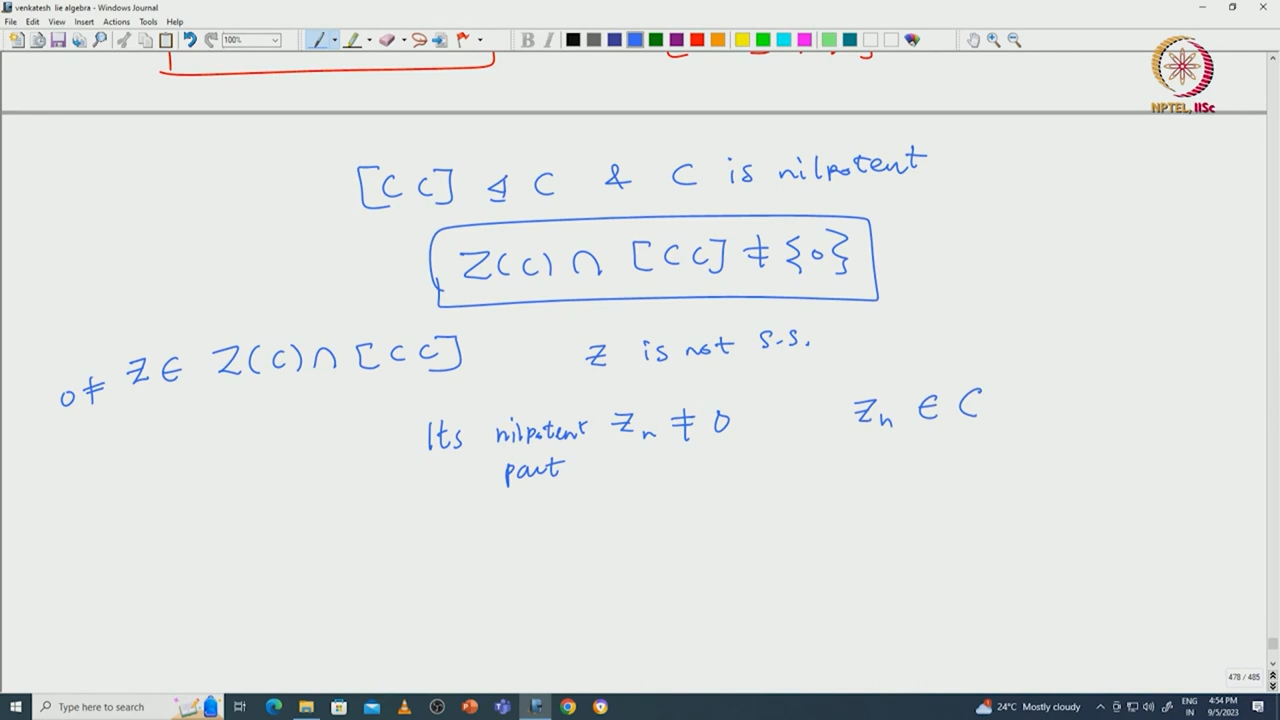 venkatesh lie algebra - Windows Journal
File Edit View Insert Actions Tools Help
100%
NPTEL, IISc
[C C] ⊴ C & C is nilpotent
Z(C) ∩ [C C] ≠ {0}
0 ≠ z ∈ Z(C) ∩ [C C] z is not s.s.
Its nilpotent z_n ≠ 0 z_n ∈ C
part
478 / 485
Type here to search
24°C Mostly cloudy
ENG
IN
4:54 PM
9/5/2023